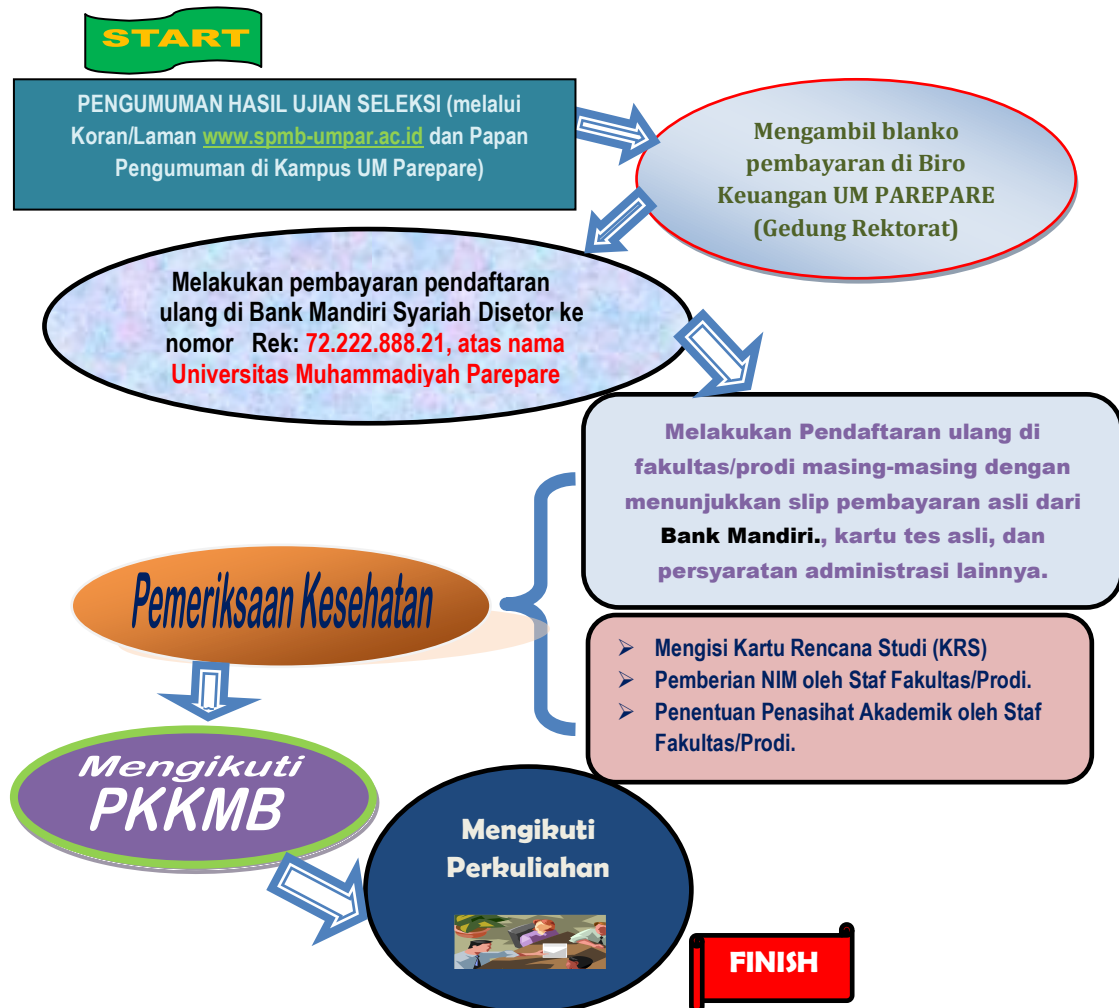 START
PENGUMUMAN HASIL UJIAN SELEKSI (melalui
Koran/Laman www.spmb-umpar.ac.id dan Papan
Pengumuman di Kampus UM Parepare)
Mengambil blanko
pembayaran di Biro
Keuangan UM PAREPARE
(Gedung Rektorat)
Melakukan pembayaran pendaftaran
ulang di Bank Mandiri Syariah Disetor ke
nomor Rek: 72.222.888.21, atas nama
Universitas Muhammadiyah Parepare
Melakukan Pendaftaran ulang di
fakultas/prodi masing-masing dengan
menunjukkan slip pembayaran asli dari
Bank Mandiri., kartu tes asli, dan
persyaratan administrasi lainnya.
➢ Mengisi Kartu Rencana Studi (KRS)
➢ Pemberian NIM oleh Staf Fakultas/Prodi.
➢ Penentuan Penasihat Akademik oleh Staf
Fakultas/Prodi.
Pemeriksaan Kesehatan
Mengikuti
PKKMB
Mengikuti
Perkuliahan
FINISH